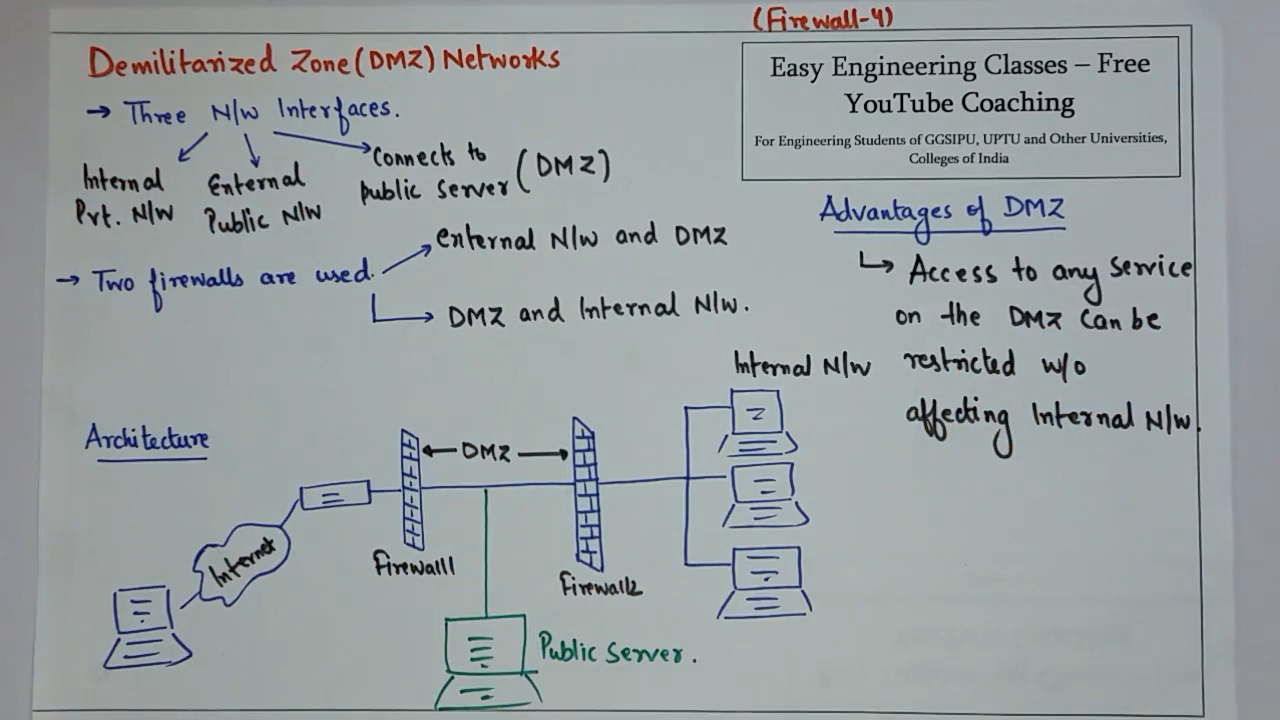 (Firewall-4)
Demilitarized Zone (DMZ) Networks
Easy Engineering Classes – Free
YouTube Coaching
For Engineering Students of GGSIPU, UPTU and Other Universities,
Colleges of India
→ Three N/W Interfaces.
Internal
Pvt. N/W
External
Public N/W
Connects to
public server (DMZ)
→ Two firewalls are used.
external N/W and DMZ
DMZ and Internal N/W.
Advantages of DMZ
↳ Access to any service
on the DMZ can be
restricted w/o
affecting Internal N/W.
Architecture
Internet
Firewall1
← DMZ →
Firewall2
Internal N/W
Public server.